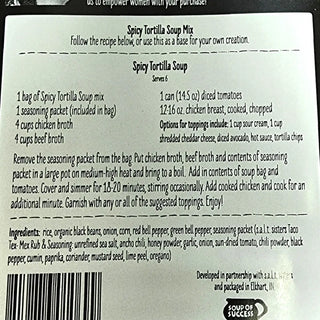 us to empower women with your purchase!
Spicy Tortilla Soup Mix
Follow the recipe below, or use this as a base for your own creation.
Spicy Tortilla Soup
Serves 6
1 bag of Spicy Tortilla Soup mix
1 seasoning packet (included in bag)
4 cups chicken broth
4 cups beef broth
1 can (14.5 oz) diced tomatoes
12-16 oz. chicken breast, cooked, chopped
Options for toppings include: 1 cup sour cream, 1 cup
shredded cheddar cheese, diced avocado, hot sauce, tortilla chips
Remove the seasoning packet from the bag. Put chicken broth, beef broth and contents of seasoning
packet in a large pot on medium-high heat and bring to a boil. Add in contents of soup bag and
tomatoes. Cover and simmer for 18-20 minutes, stirring occasionally. Add cooked chicken and cook for an
additional minute. Garnish with any or all of the suggested toppings. Enjoy!
Ingredients: rice, organic black beans, onion, corn, red bell pepper, green bell pepper, seasoning packet (s.a.l.t. sisters Taco
Tex-Mex Rub & Seasoning: unrefined sea salt, ancho chili, honey powder, garlic, onion, sun-dried tomato, chili powder, black
pepper, cumin, paprika, coriander, mustard seed, lime peel, oregano)
Developed in partnership with s.a.l.t. sisters
and packaged in Elkhart, IN
SOUP OF
SUCCESS